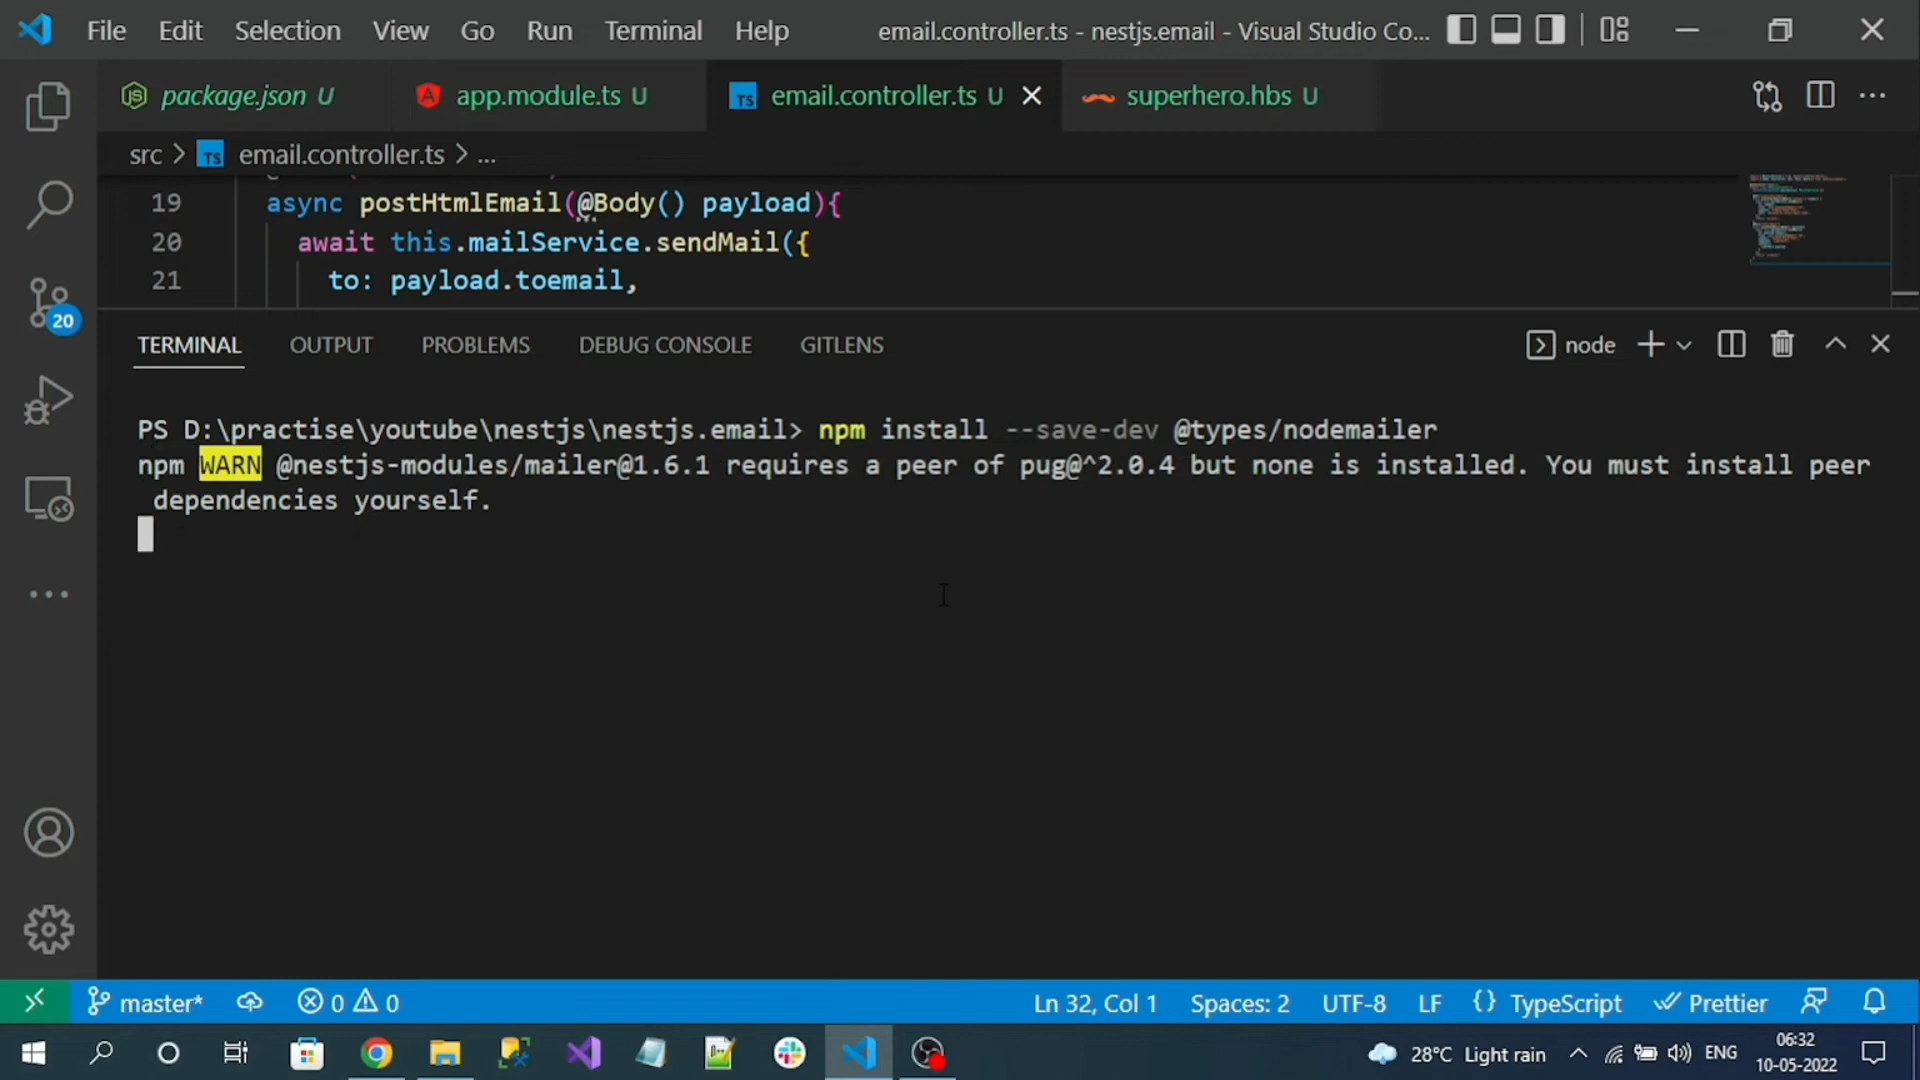 File Edit Selection View Go Run Terminal Help email.controller.ts - nestjs.email - Visual Studio Co...
package.json U app.module.ts U TS email.controller.ts U superhero.hbs U
src > TS email.controller.ts > ...
19 async postHtmlEmail(@Body() payload){
20 await this.mailService.sendMail({
21 to: payload.toemail,
TERMINAL OUTPUT PROBLEMS DEBUG CONSOLE GITLENS node
PS D:\practise\youtube\nestjs\nestjs.email> npm install --save-dev @types/nodemailer
npm WARN @nestjs-modules/mailer@1.6.1 requires a peer of pug@^2.0.4 but none is installed. You must install peer
dependencies yourself.
20
master* 0 0 Ln 32, Col 1 Spaces: 2 UTF-8 LF {} TypeScript Prettier
28°C Light rain ENG 06:32
10-05-2022